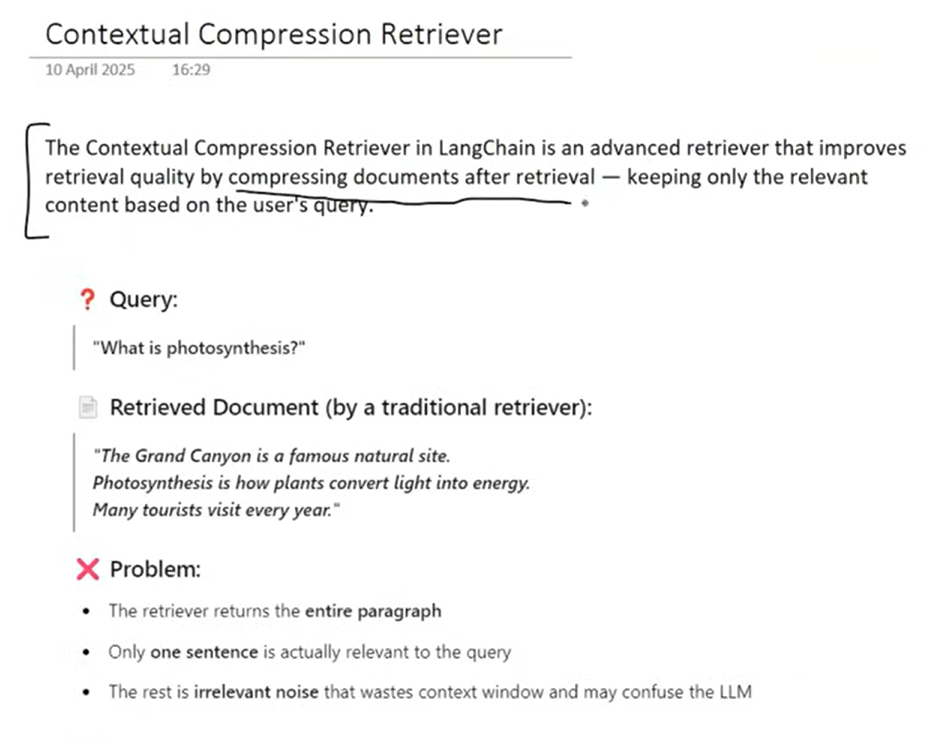 Contextual Compression Retriever
10 April 2025 16:29
The Contextual Compression Retriever in LangChain is an advanced retriever that improves
retrieval quality by compressing documents after retrieval — keeping only the relevant
content based on the user's query.
❓ Query:
"What is photosynthesis?"
📄 Retrieved Document (by a traditional retriever):
"The Grand Canyon is a famous natural site.
Photosynthesis is how plants convert light into energy.
Many tourists visit every year."
❌ Problem:
• The retriever returns the entire paragraph
• Only one sentence is actually relevant to the query
• The rest is irrelevant noise that wastes context window and may confuse the LLM